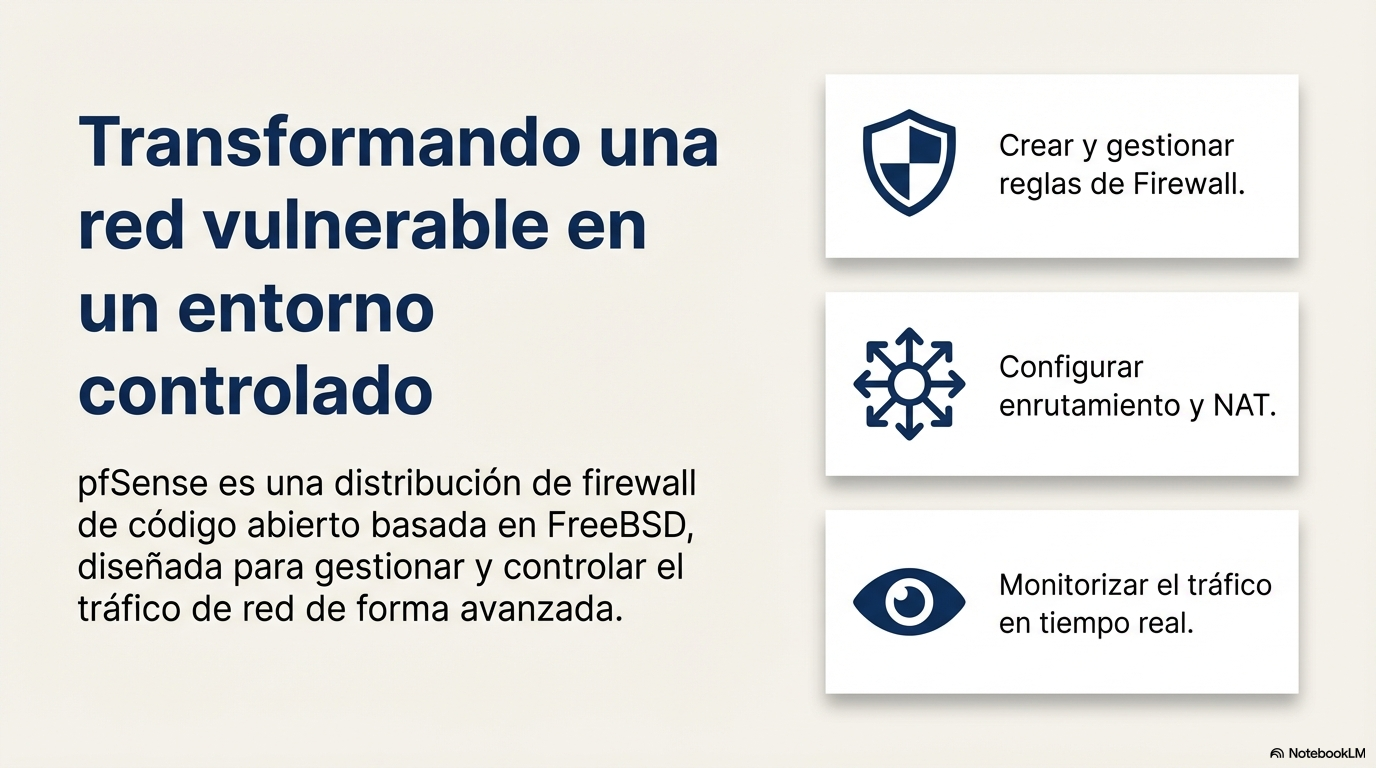 Transformando una
red vulnerable en
un entorno
controlado
pfSense es una distribución de firewall
de código abierto basada en FreeBSD,
diseñada para gestionar y controlar el
tráfico de red de forma avanzada.
Crear y gestionar
reglas de Firewall.
Configurar
enrutamiento y NAT.
Monitorizar el tráfico
en tiempo real.
NotebookLM